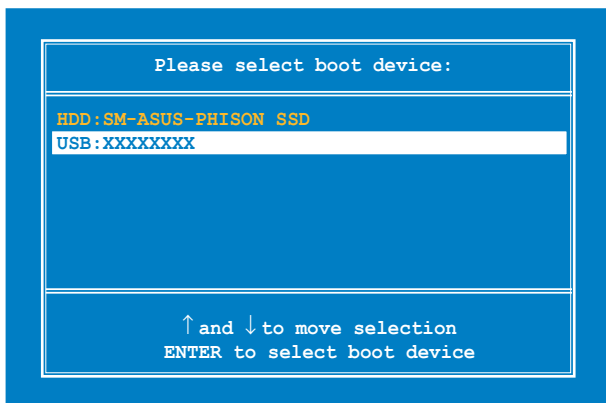 Please select boot device:
HDD:SM-ASUS-PHISON SSD
USB:XXXXXXXX
↑ and ↓ to move selection
ENTER to select boot device